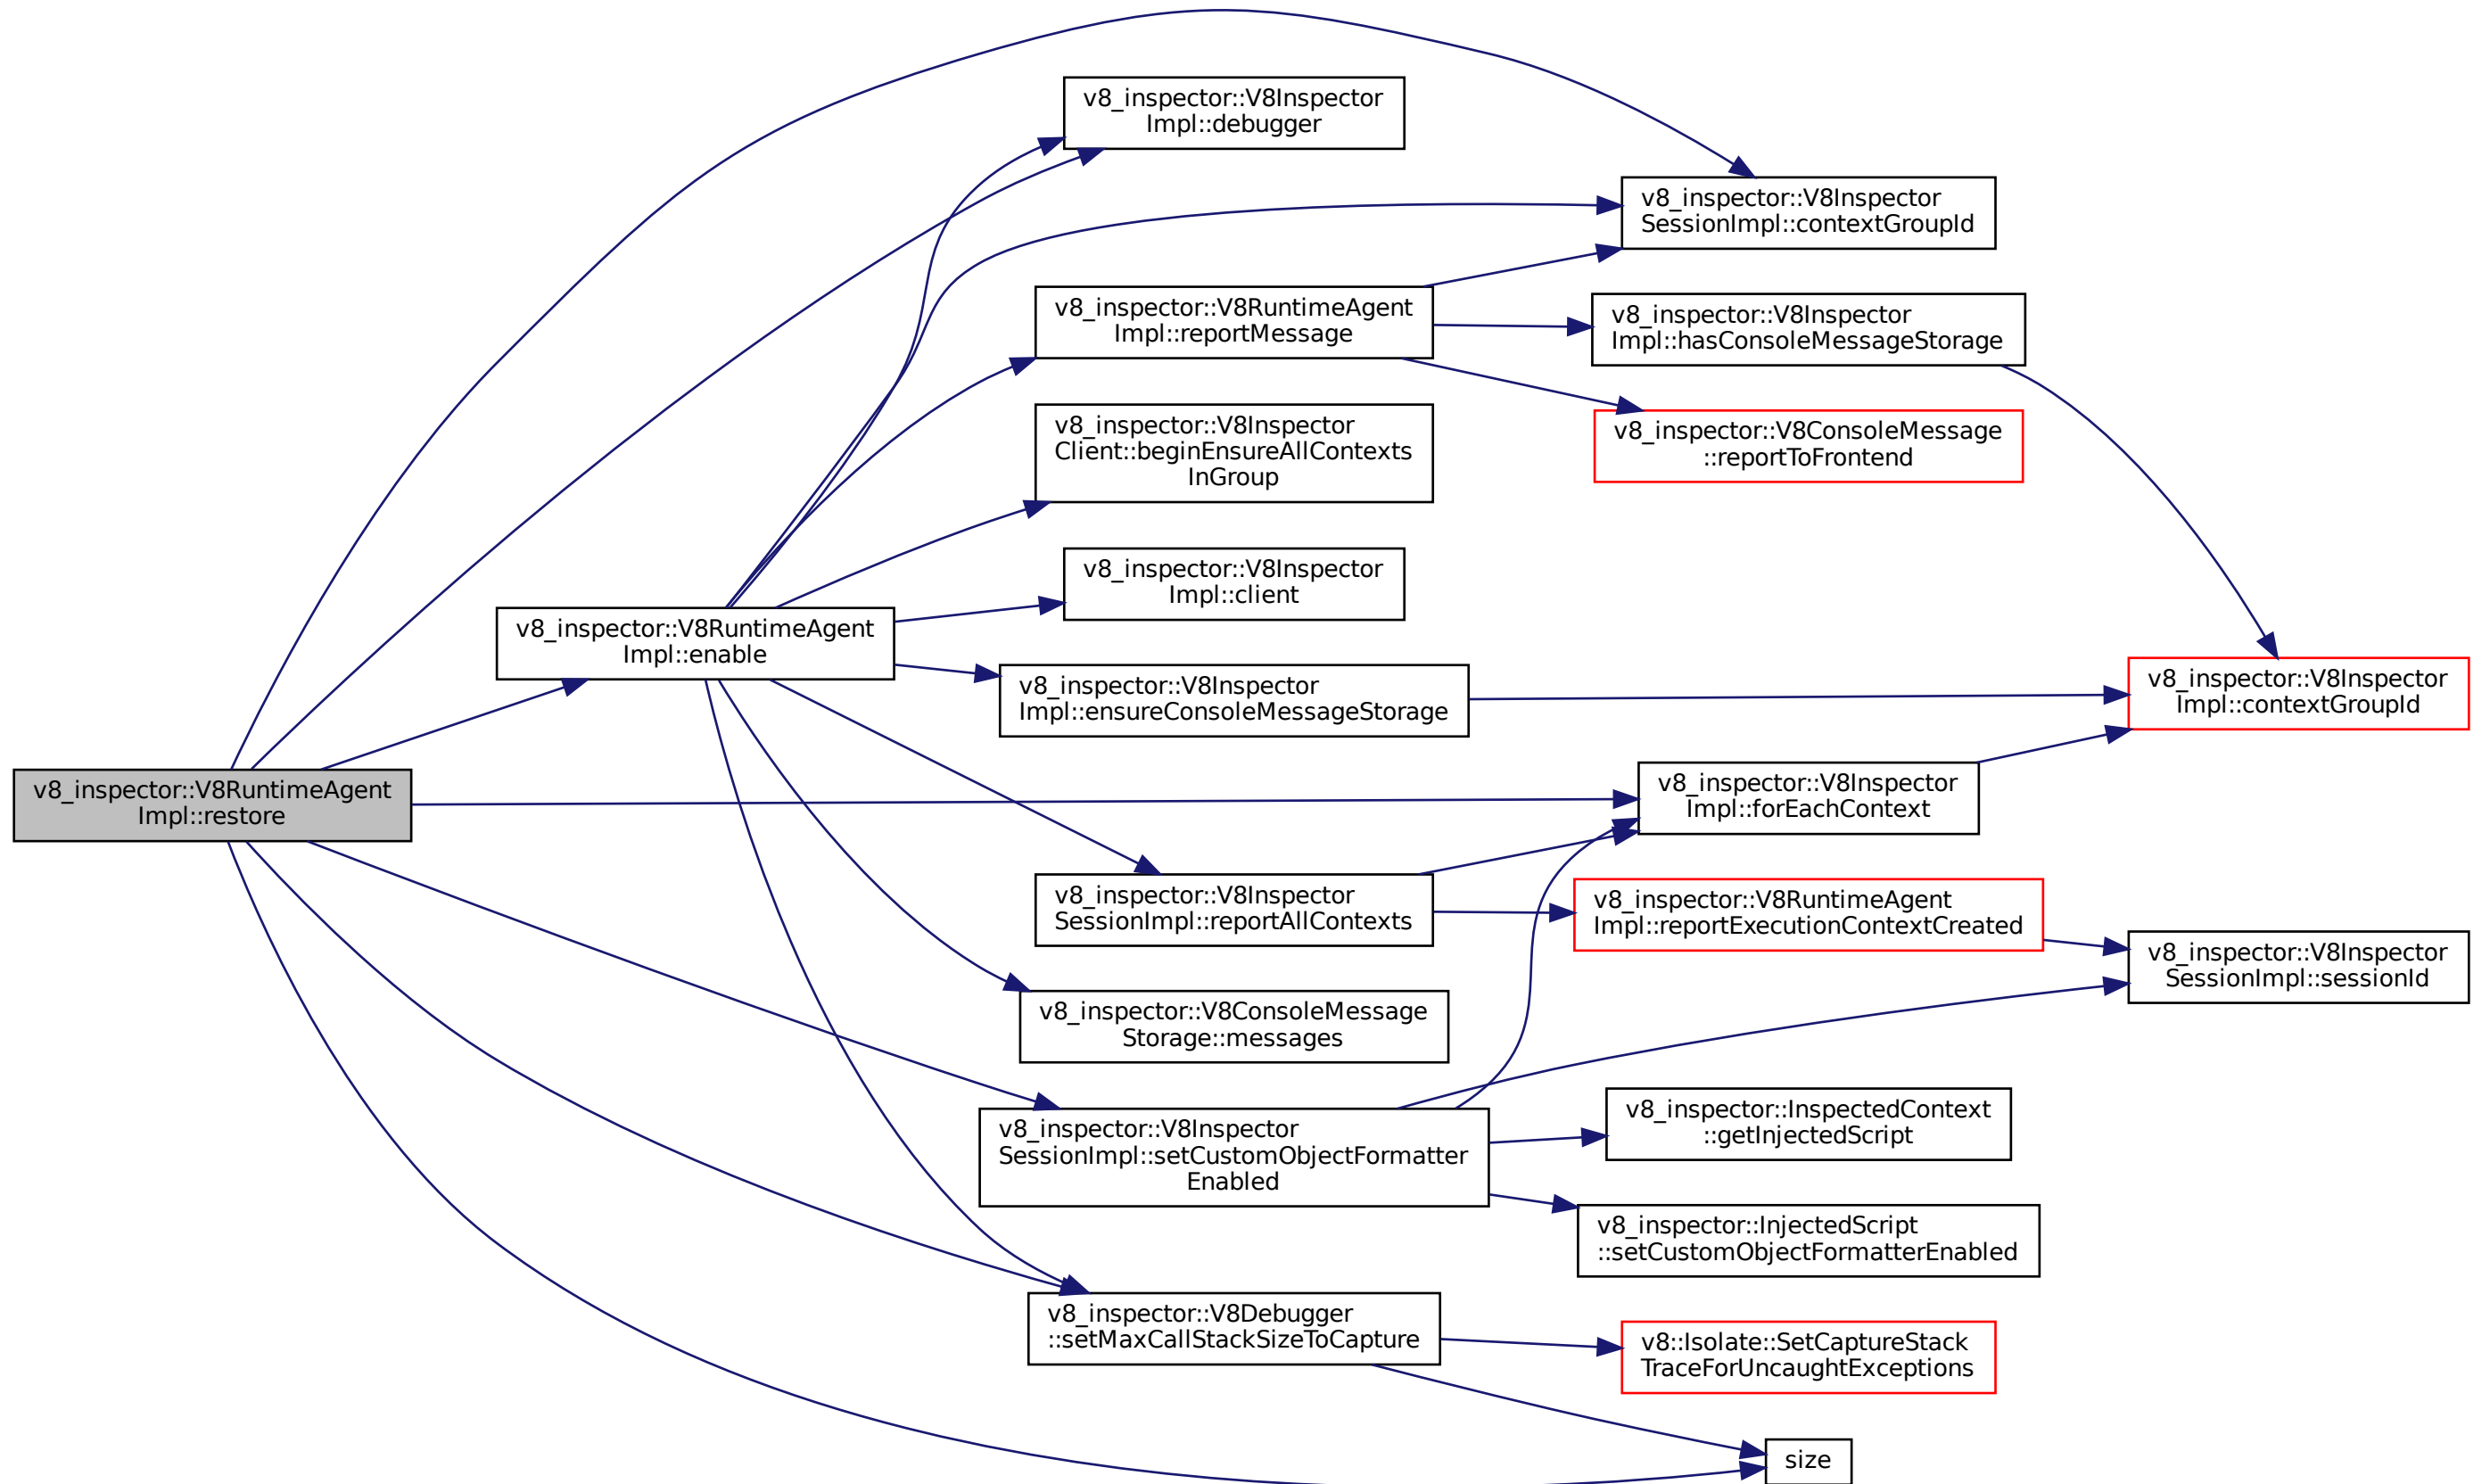 v8_inspector::V8RuntimeAgent
Impl::restore
v8_inspector::V8RuntimeAgent
Impl::enable
v8_inspector::V8Inspector
Impl::debugger
v8_inspector::V8RuntimeAgent
Impl::reportMessage
v8_inspector::V8Inspector
Client::beginEnsureAllContexts
InGroup
v8_inspector::V8Inspector
Impl::client
v8_inspector::V8Inspector
Impl::ensureConsoleMessageStorage
v8_inspector::V8Inspector
SessionImpl::reportAllContexts
v8_inspector::V8ConsoleMessage
Storage::messages
v8_inspector::V8Inspector
SessionImpl::setCustomObjectFormatter
Enabled
v8_inspector::V8Debugger
::setMaxCallStackSizeToCapture
v8_inspector::V8Inspector
SessionImpl::contextGroupId
v8_inspector::V8Inspector
Impl::hasConsoleMessageStorage
v8_inspector::V8ConsoleMessage
::reportToFrontend
v8_inspector::V8Inspector
Impl::forEachContext
v8_inspector::V8RuntimeAgent
Impl::reportExecutionContextCreated
v8_inspector::InspectedContext
::getInjectedScript
v8_inspector::InjectedScript
::setCustomObjectFormatterEnabled
v8::Isolate::SetCaptureStack
TraceForUncaughtExceptions
size
v8_inspector::V8Inspector
Impl::contextGroupId
v8_inspector::V8Inspector
SessionImpl::sessionId